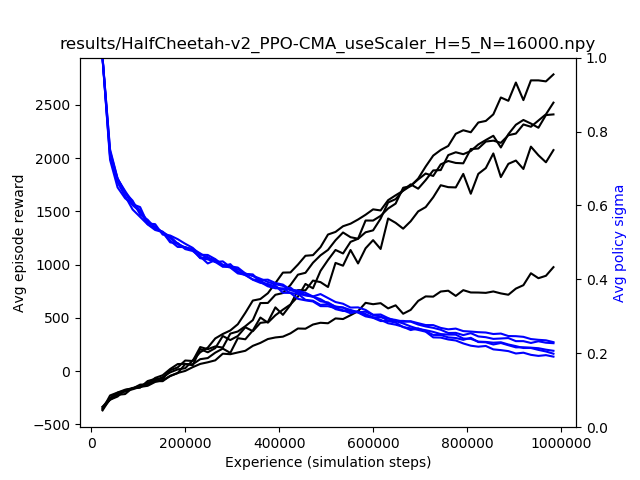 results/HalfCheetah-v2_PPO-CMA_useScaler_H=5_N=16000.npy
Avg episode reward
2500
2000
1500
1000
500
0
−500
1.0
0.8
0.6
0.4
0.2
0.0
Avg policy sigma
0 200000 400000 600000 800000 1000000
Experience (simulation steps)